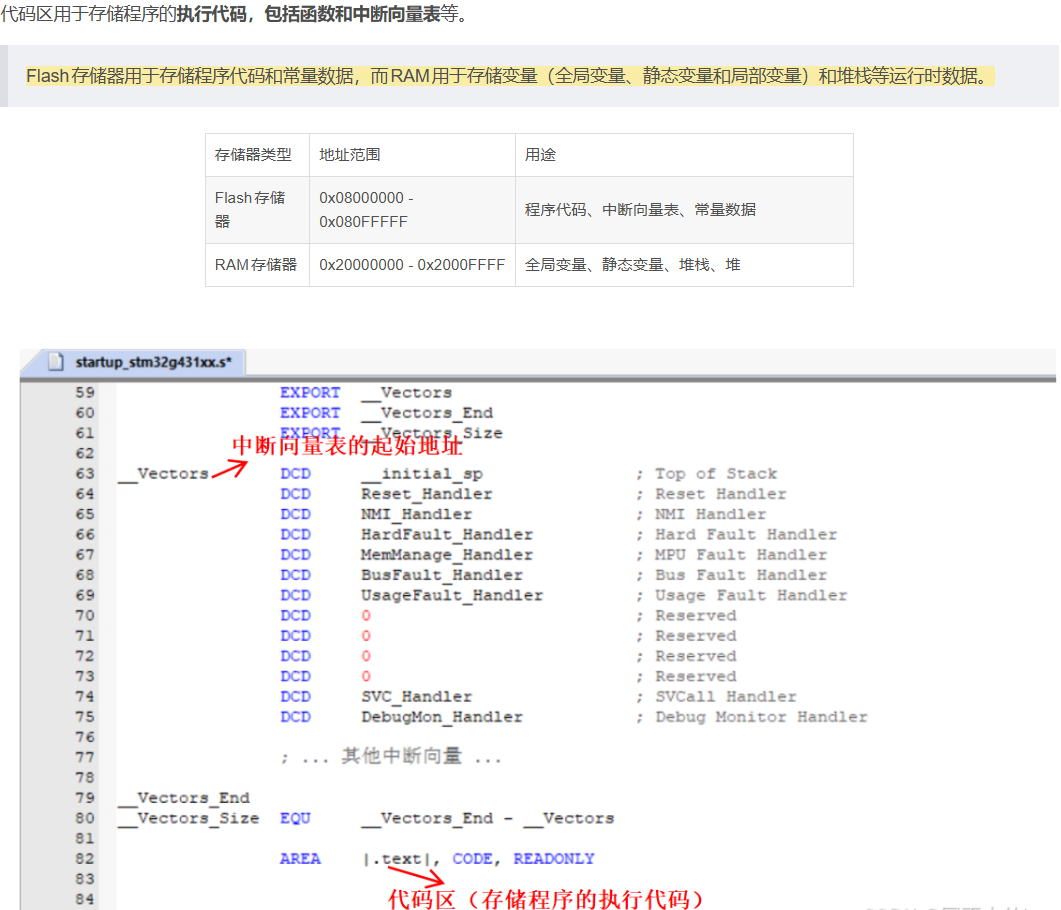 代码区用于存储程序的执行代码，包括函数和中断向量表等。
Flash存储器用于存储程序代码和常量数据，而RAM用于存储变量（全局变量、静态变量和局部变量）和堆栈等运行时数据。
存储器类型 地址范围 用途
Flash存储器 0x08000000 - 0x080FFFFF 程序代码、中断向量表、常量数据
RAM存储器 0x20000000 - 0x2000FFFF 全局变量、静态变量、堆栈、堆
startup_stm32g431xx.s*
59 EXPORT __Vectors
60 EXPORT __Vectors_End
61 EXPORT __Vectors_Size
中断向量表的起始地址
62
63 __Vectors DCD __initial_sp ; Top of Stack
64 DCD Reset_Handler ; Reset Handler
65 DCD NMI_Handler ; NMI Handler
66 DCD HardFault_Handler ; Hard Fault Handler
67 DCD MemManage_Handler ; MPU Fault Handler
68 DCD BusFault_Handler ; Bus Fault Handler
69 DCD UsageFault_Handler ; Usage Fault Handler
70 DCD 0 ; Reserved
71 DCD 0 ; Reserved
72 DCD 0 ; Reserved
73 DCD 0 ; Reserved
74 DCD SVC_Handler ; SVCall Handler
75 DCD DebugMon_Handler ; Debug Monitor Handler
76
77 ; ... 其他中断向量 ...
78
79 __Vectors_End
80 __Vectors_Size EQU __Vectors_End - __Vectors
81
82 AREA |.text|, CODE, READONLY
83
84
代码区（存储程序的执行代码）